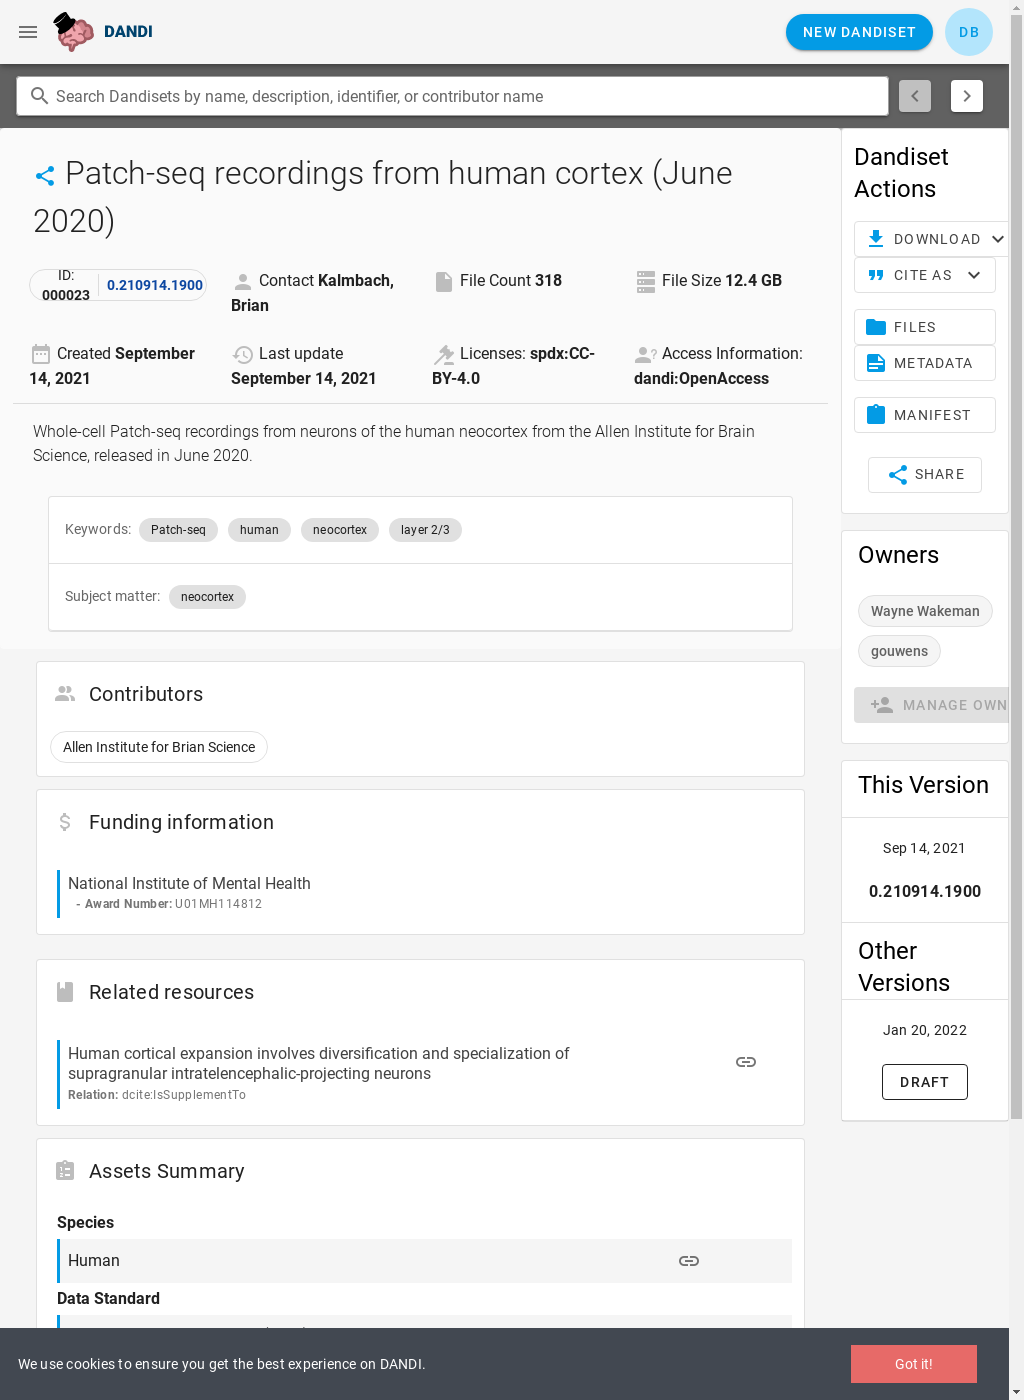 DANDI
NEW DANDISET
DB
Search Dandisets by name, description, identifier, or contributor name
Patch-seq recordings from human cortex (June
2020)
ID:
000023
0.210914.1900
Contact Kalmbach,
Brian
File Count 318
File Size 12.4 GB
Created September
14, 2021
Last update
September 14, 2021
Licenses: spdx:CC-
BY-4.0
Access Information:
dandi:OpenAccess
Whole-cell Patch-seq recordings from neurons of the human neocortex from the Allen Institute for Brain
Science, released in June 2020.
Keywords: Patch-seq human neocortex layer 2/3
Subject matter: neocortex
Contributors
Allen Institute for Brian Science
Funding information
National Institute of Mental Health
- Award Number: U01MH114812
Related resources
Human cortical expansion involves diversification and specialization of
supragranular intratelencephalic-projecting neurons
Relation: dcite:IsSupplementTo
Assets Summary
Species
Human
Data Standard
Dandiset
Actions
DOWNLOAD
CITE AS
FILES
METADATA
MANIFEST
SHARE
Owners
Wayne Wakeman
gouwens
MANAGE OWN
This Version
Sep 14, 2021
0.210914.1900
Other
Versions
Jan 20, 2022
DRAFT
We use cookies to ensure you get the best experience on DANDI.
Got it!